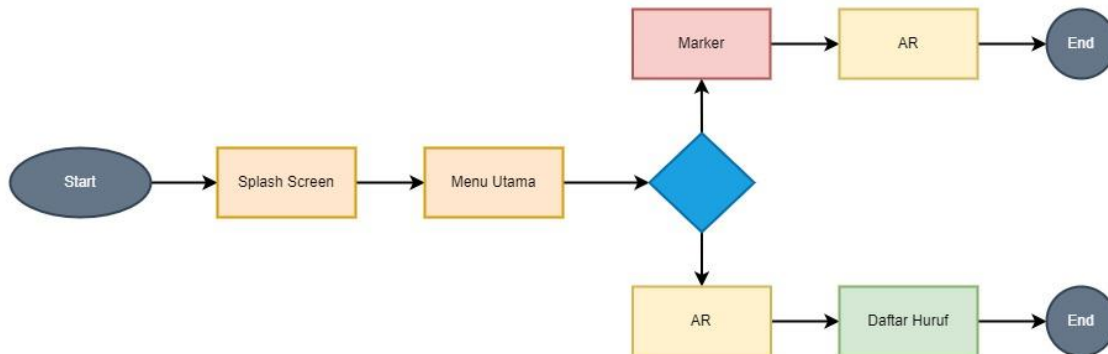 Marker
AR
End
Start
Splash Screen
Menu Utama
AR
Daftar Huruf
End